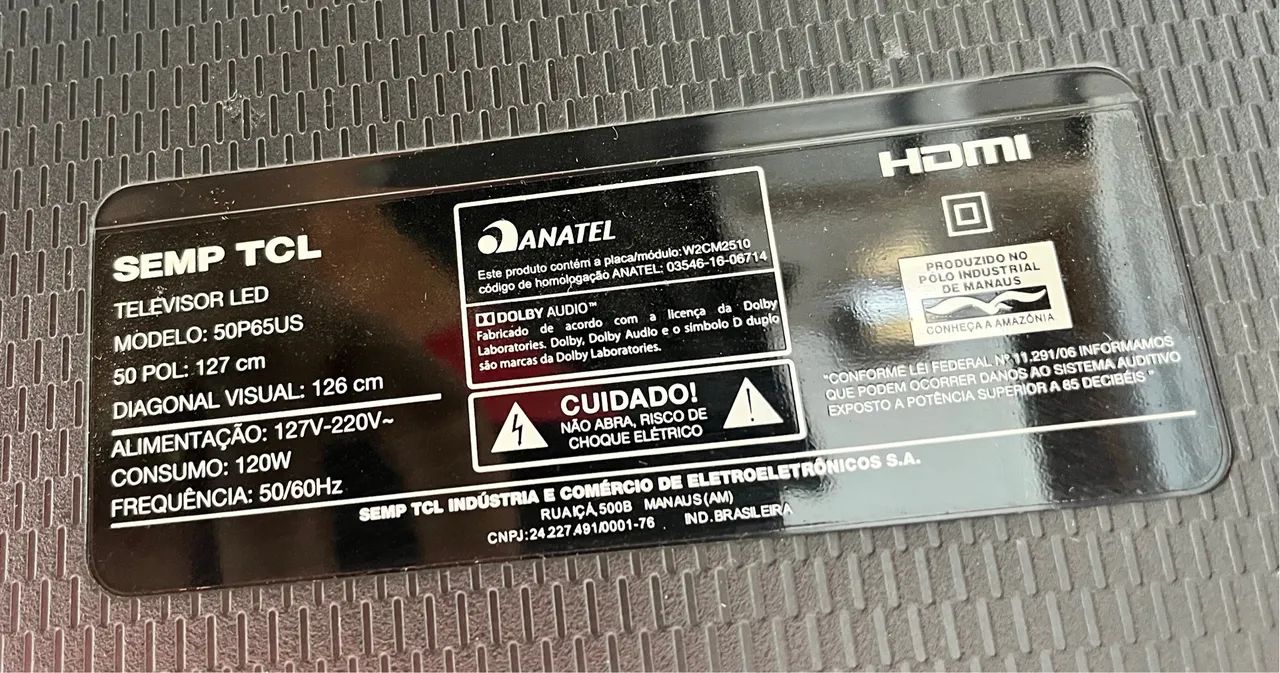 SEMP TCL
TELEVISOR LED
MODELO: 50P65US
50 POL: 127 cm
DIAGONAL VISUAL: 126 cm
ALIMENTAÇÃO: 127V-220V~
CONSUMO: 120W
FREQUÊNCIA: 50/60Hz
ANATEL
Este produto contém a placa/módulo: W2CM2510
código de homologação ANATEL: 03546-16-06714
DOLBY AUDIO™
Fabricado de acordo com a licença da Dolby
Laboratories. Dolby, Dolby Audio e o símbolo D duplo
são marcas da Dolby Laboratories.
CUIDADO!
NÃO ABRA, RISCO DE
CHOQUE ELÉTRICO
HDMI
PRODUZIDO NO
PÓLO INDUSTRIAL
DE MANAUS
CONHEÇA A AMAZÔNIA
"CONFORME LEI FEDERAL Nº 11.291/06 INFORMAMOS
QUE PODEM OCORRER DANOS AO SISTEMA AUDITIVO
EXPOSTO A POTÊNCIA SUPERIOR A 85 DECIBÉIS"
SEMP TCL INDÚSTRIA E COMÉRCIO DE ELETROELETRÔNICOS S.A.
RUA IÇÁ, 500B MANAUS (AM)
CNPJ: 24.227.491/0001-76 IND. BRASILEIRA